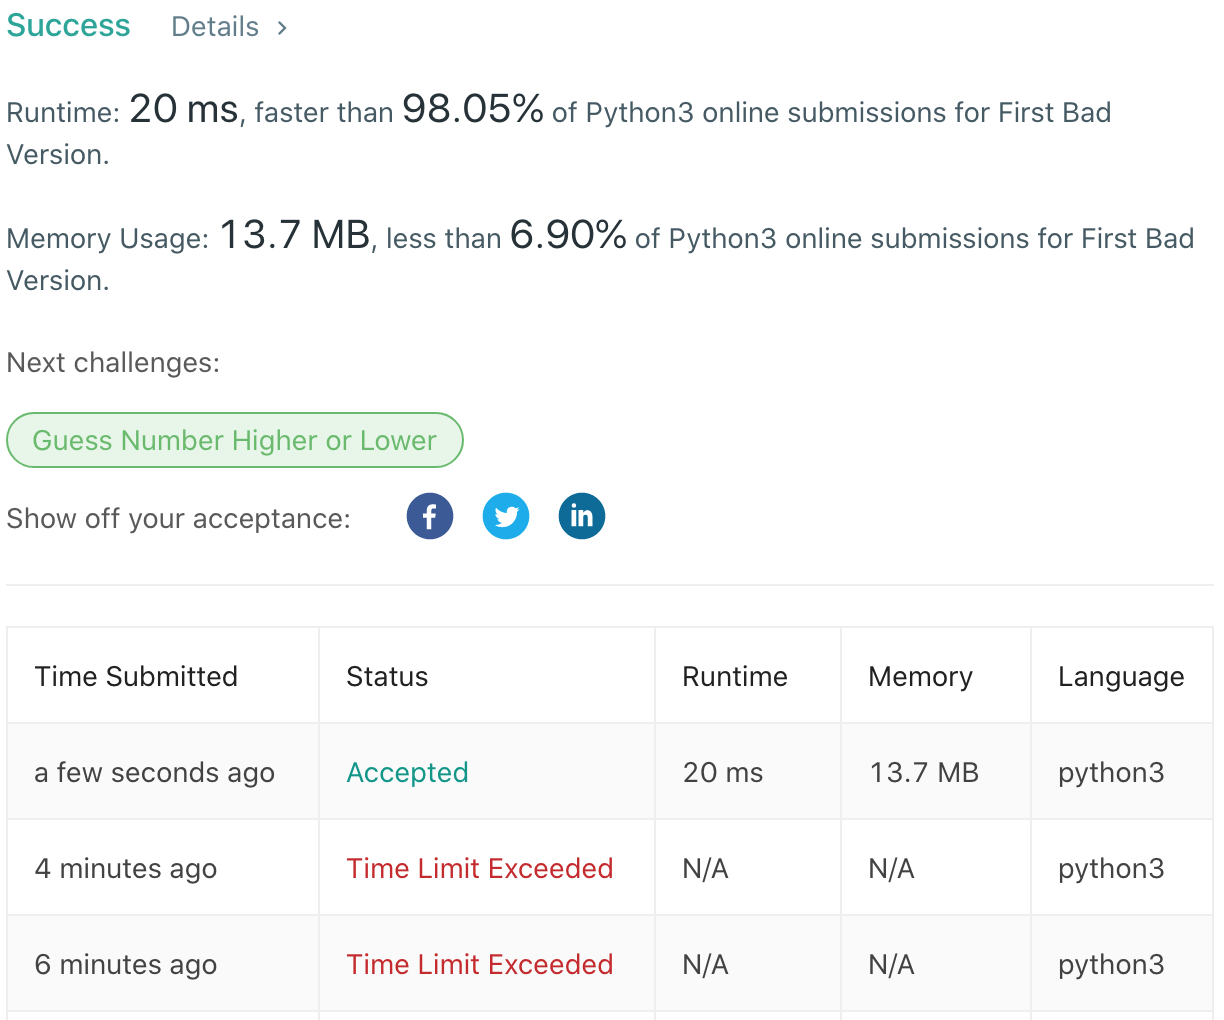 Success Details >
Runtime: 20 ms, faster than 98.05% of Python3 online submissions for First Bad
Version.
Memory Usage: 13.7 MB, less than 6.90% of Python3 online submissions for First Bad
Version.
Next challenges:
Guess Number Higher or Lower
Show off your acceptance: f in
Time Submitted Status Runtime Memory Language
a few seconds ago Accepted 20 ms 13.7 MB python3
4 minutes ago Time Limit Exceeded N/A N/A python3
6 minutes ago Time Limit Exceeded N/A N/A python3